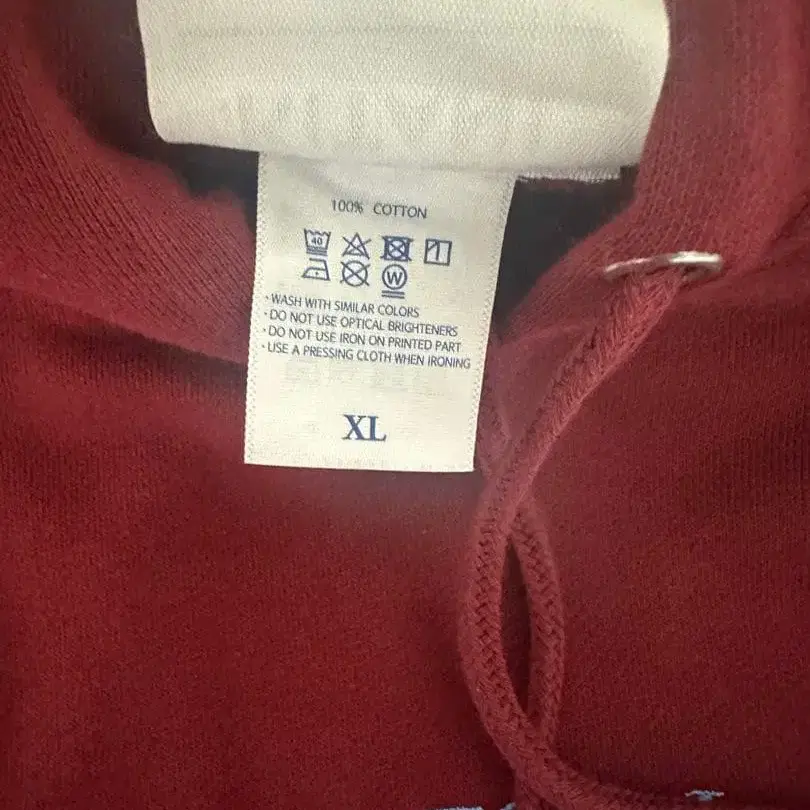 100% COTTON
40
W
· WASH WITH SIMILAR COLORS
· DO NOT USE OPTICAL BRIGHTENERS
· DO NOT USE IRON ON PRINTED PART
· USE A PRESSING CLOTH WHEN IRONING
XL